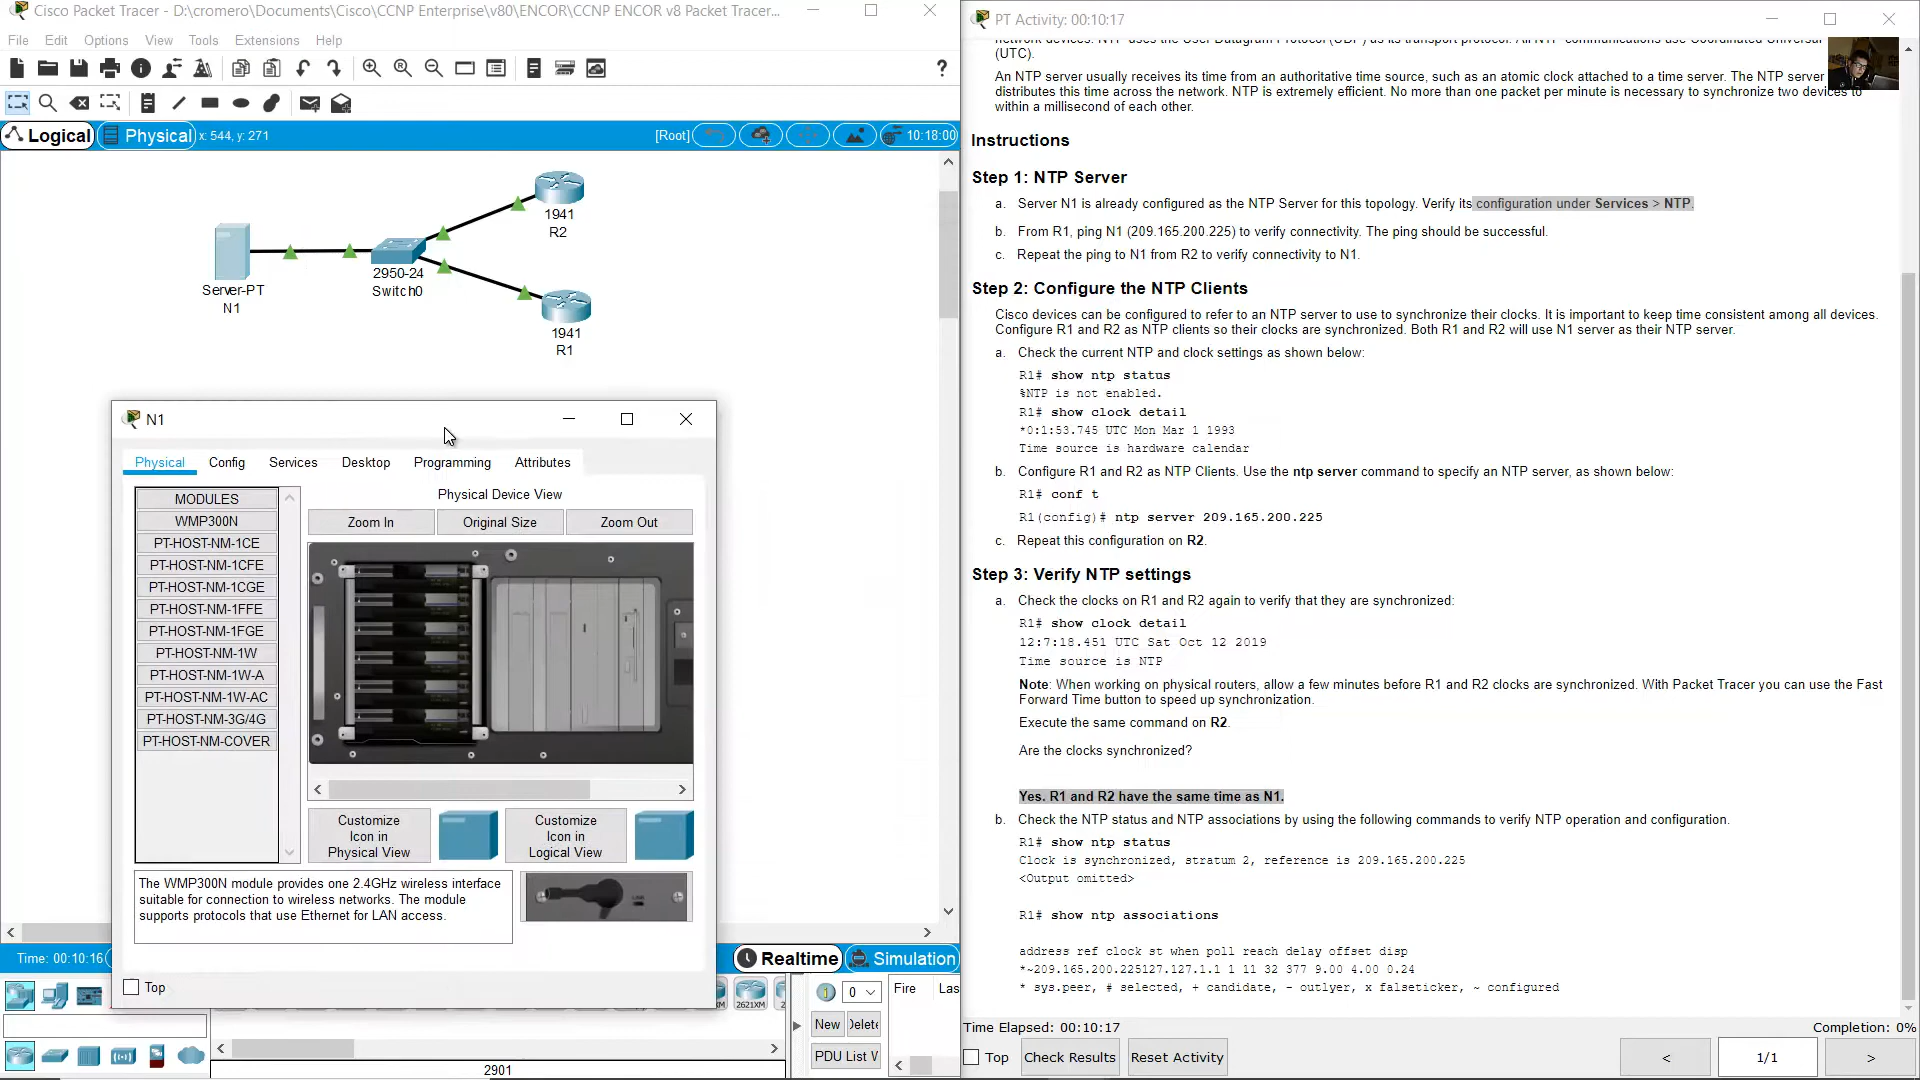 Cisco Packet Tracer - D:\cromero\Documents\Cisco\CCNP Enterprise\v80\ENCOR\CCNP ENCOR v8 Packet Tracer...
File Edit Options View Tools Extensions Help
Logical Physical x: 544, y: 271 [Root] 10:18:00
1941
R2
2950-24
Switch0
Server-PT
N1
1941
R1
N1
Physical Config Services Desktop Programming Attributes
MODULES
WMP300N
PT-HOST-NM-1CE
PT-HOST-NM-1CFE
PT-HOST-NM-1CGE
PT-HOST-NM-1FFE
PT-HOST-NM-1FGE
PT-HOST-NM-1W
PT-HOST-NM-1W-A
PT-HOST-NM-1W-AC
PT-HOST-NM-3G/4G
PT-HOST-NM-COVER
Physical Device View
Zoom In Original Size Zoom Out
Customize
Icon in
Physical View
Customize
Icon in
Logical View
The WMP300N module provides one 2.4GHz wireless interface
suitable for connection to wireless networks. The module
supports protocols that use Ethernet for LAN access.
Top
Time: 00:10:16
Realtime Simulation
2621XM
0
Fire Las
New Delete
PDU List W
2901
PT Activity: 00:10:17
network devices. NTP uses the User Datagram Protocol (UDP) as its transport protocol. All NTP communications use Coordinated Universal
(UTC).
An NTP server usually receives its time from an authoritative time source, such as an atomic clock attached to a time server. The NTP server
distributes this time across the network. NTP is extremely efficient. No more than one packet per minute is necessary to synchronize two devices to
within a millisecond of each other.
Instructions
Step 1: NTP Server
a. Server N1 is already configured as the NTP Server for this topology. Verify its configuration under Services > NTP.
b. From R1, ping N1 (209.165.200.225) to verify connectivity. The ping should be successful.
c. Repeat the ping to N1 from R2 to verify connectivity to N1.
Step 2: Configure the NTP Clients
Cisco devices can be configured to refer to an NTP server to use to synchronize their clocks. It is important to keep time consistent among all devices.
Configure R1 and R2 as NTP clients so their clocks are synchronized. Both R1 and R2 will use N1 server as their NTP server.
a. Check the current NTP and clock settings as shown below:
R1# show ntp status
%NTP is not enabled.
R1# show clock detail
*0:1:53.745 UTC Mon Mar 1 1993
Time source is hardware calendar
b. Configure R1 and R2 as NTP Clients. Use the ntp server command to specify an NTP server, as shown below:
R1# conf t
R1(config)# ntp server 209.165.200.225
c. Repeat this configuration on R2.
Step 3: Verify NTP settings
a. Check the clocks on R1 and R2 again to verify that they are synchronized:
R1# show clock detail
12:7:18.451 UTC Sat Oct 12 2019
Time source is NTP
Note: When working on physical routers, allow a few minutes before R1 and R2 clocks are synchronized. With Packet Tracer you can use the Fast
Forward Time button to speed up synchronization.
Execute the same command on R2.
Are the clocks synchronized?
Yes. R1 and R2 have the same time as N1.
b. Check the NTP status and NTP associations by using the following commands to verify NTP operation and configuration.
R1# show ntp status
Clock is synchronized, stratum 2, reference is 209.165.200.225
<Output omitted>
R1# show ntp associations
address ref clock st when poll reach delay offset disp
*~209.165.200.225127.127.1.1 1 11 32 377 9.00 4.00 0.24
* sys.peer, # selected, + candidate, - outlyer, x falseticker, ~ configured
Time Elapsed: 00:10:17 Completion: 0%
Top Check Results Reset Activity < 1/1 >